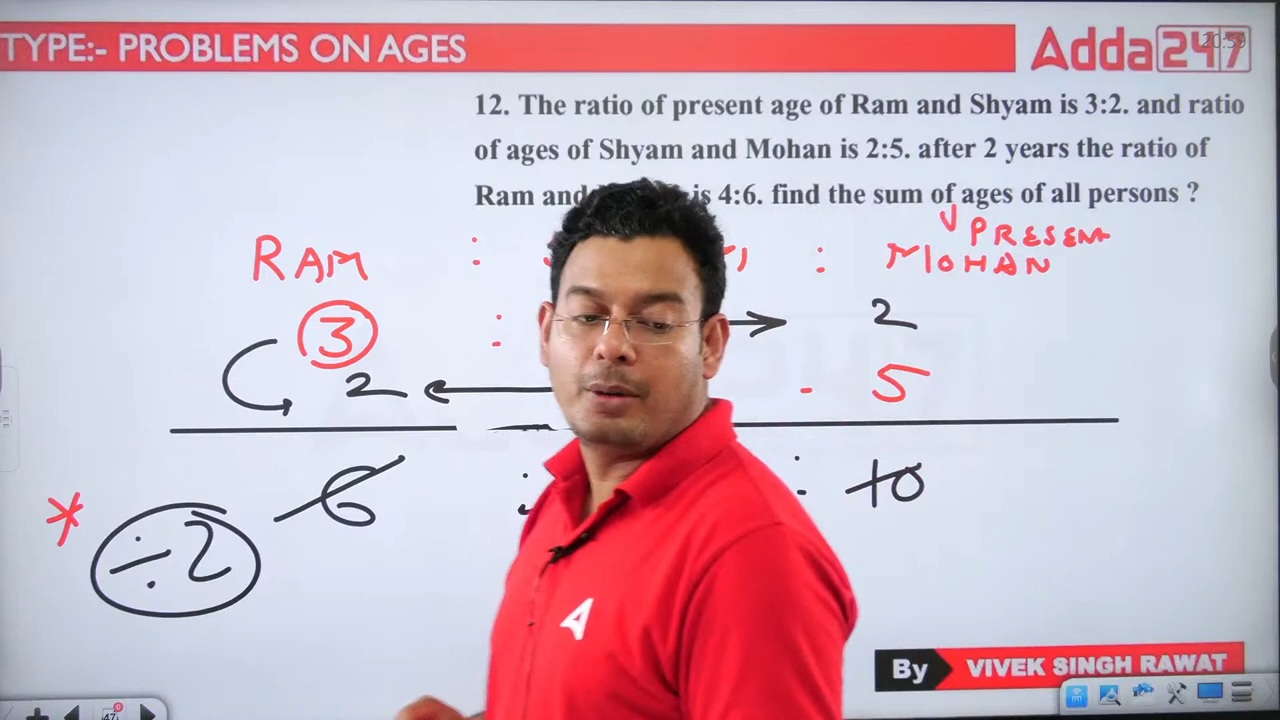 TYPE:- PROBLEMS ON AGES
Adda247
20:59
12. The ratio of present age of Ram and Shyam is 3:2. and ratio
of ages of Shyam and Mohan is 2:5. after 2 years the ratio of
Ram and is 4:6. find the sum of ages of all persons ?
PRESENT
RAM : : MOHAN
3 : 2
2 5
6 : : 10
* ÷2
A
By VIVEK SINGH RAWAT
47